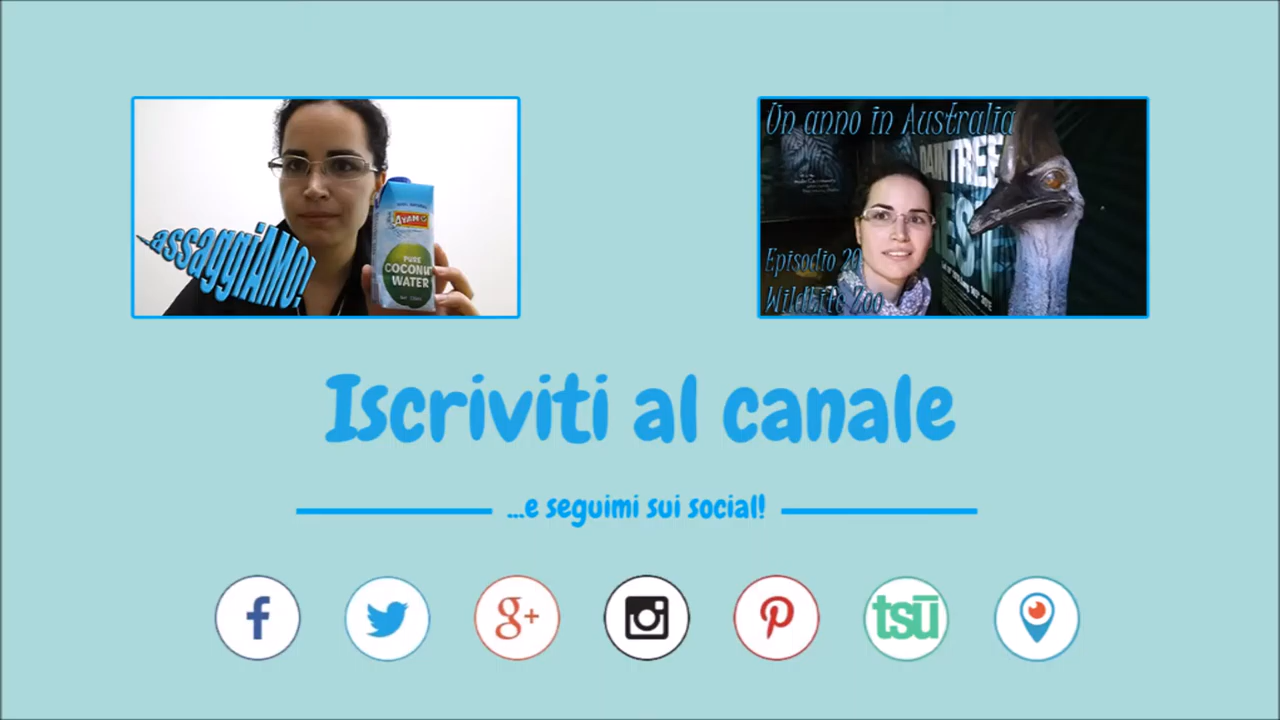 assaggiAMO!
AYAM
PURE
COCONUT
WATER
Un anno in Australia
DAINTREE
Episodio 20
Wildlife Zoo
Iscriviti al canale
...e seguimi sui social!
f
g+
tsū